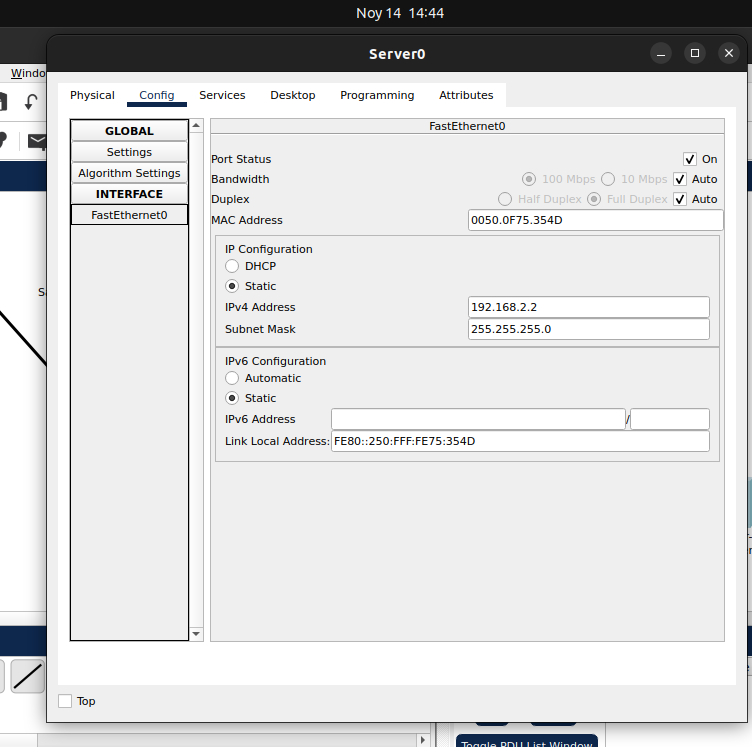 Noy 14 14:44
Server0
Windo
Physical Config Services Desktop Programming Attributes
GLOBAL
Settings
Algorithm Settings
INTERFACE
FastEthernet0
FastEthernet0
Port Status On
Bandwidth 100 Mbps 10 Mbps Auto
Duplex Half Duplex Full Duplex Auto
MAC Address 0050.0F75.354D
IP Configuration
DHCP
Static
IPv4 Address 192.168.2.2
Subnet Mask 255.255.255.0
IPv6 Configuration
Automatic
Static
IPv6 Address /
Link Local Address: FE80::250:FFF:FE75:354D
Top
Toggle PDU List Window